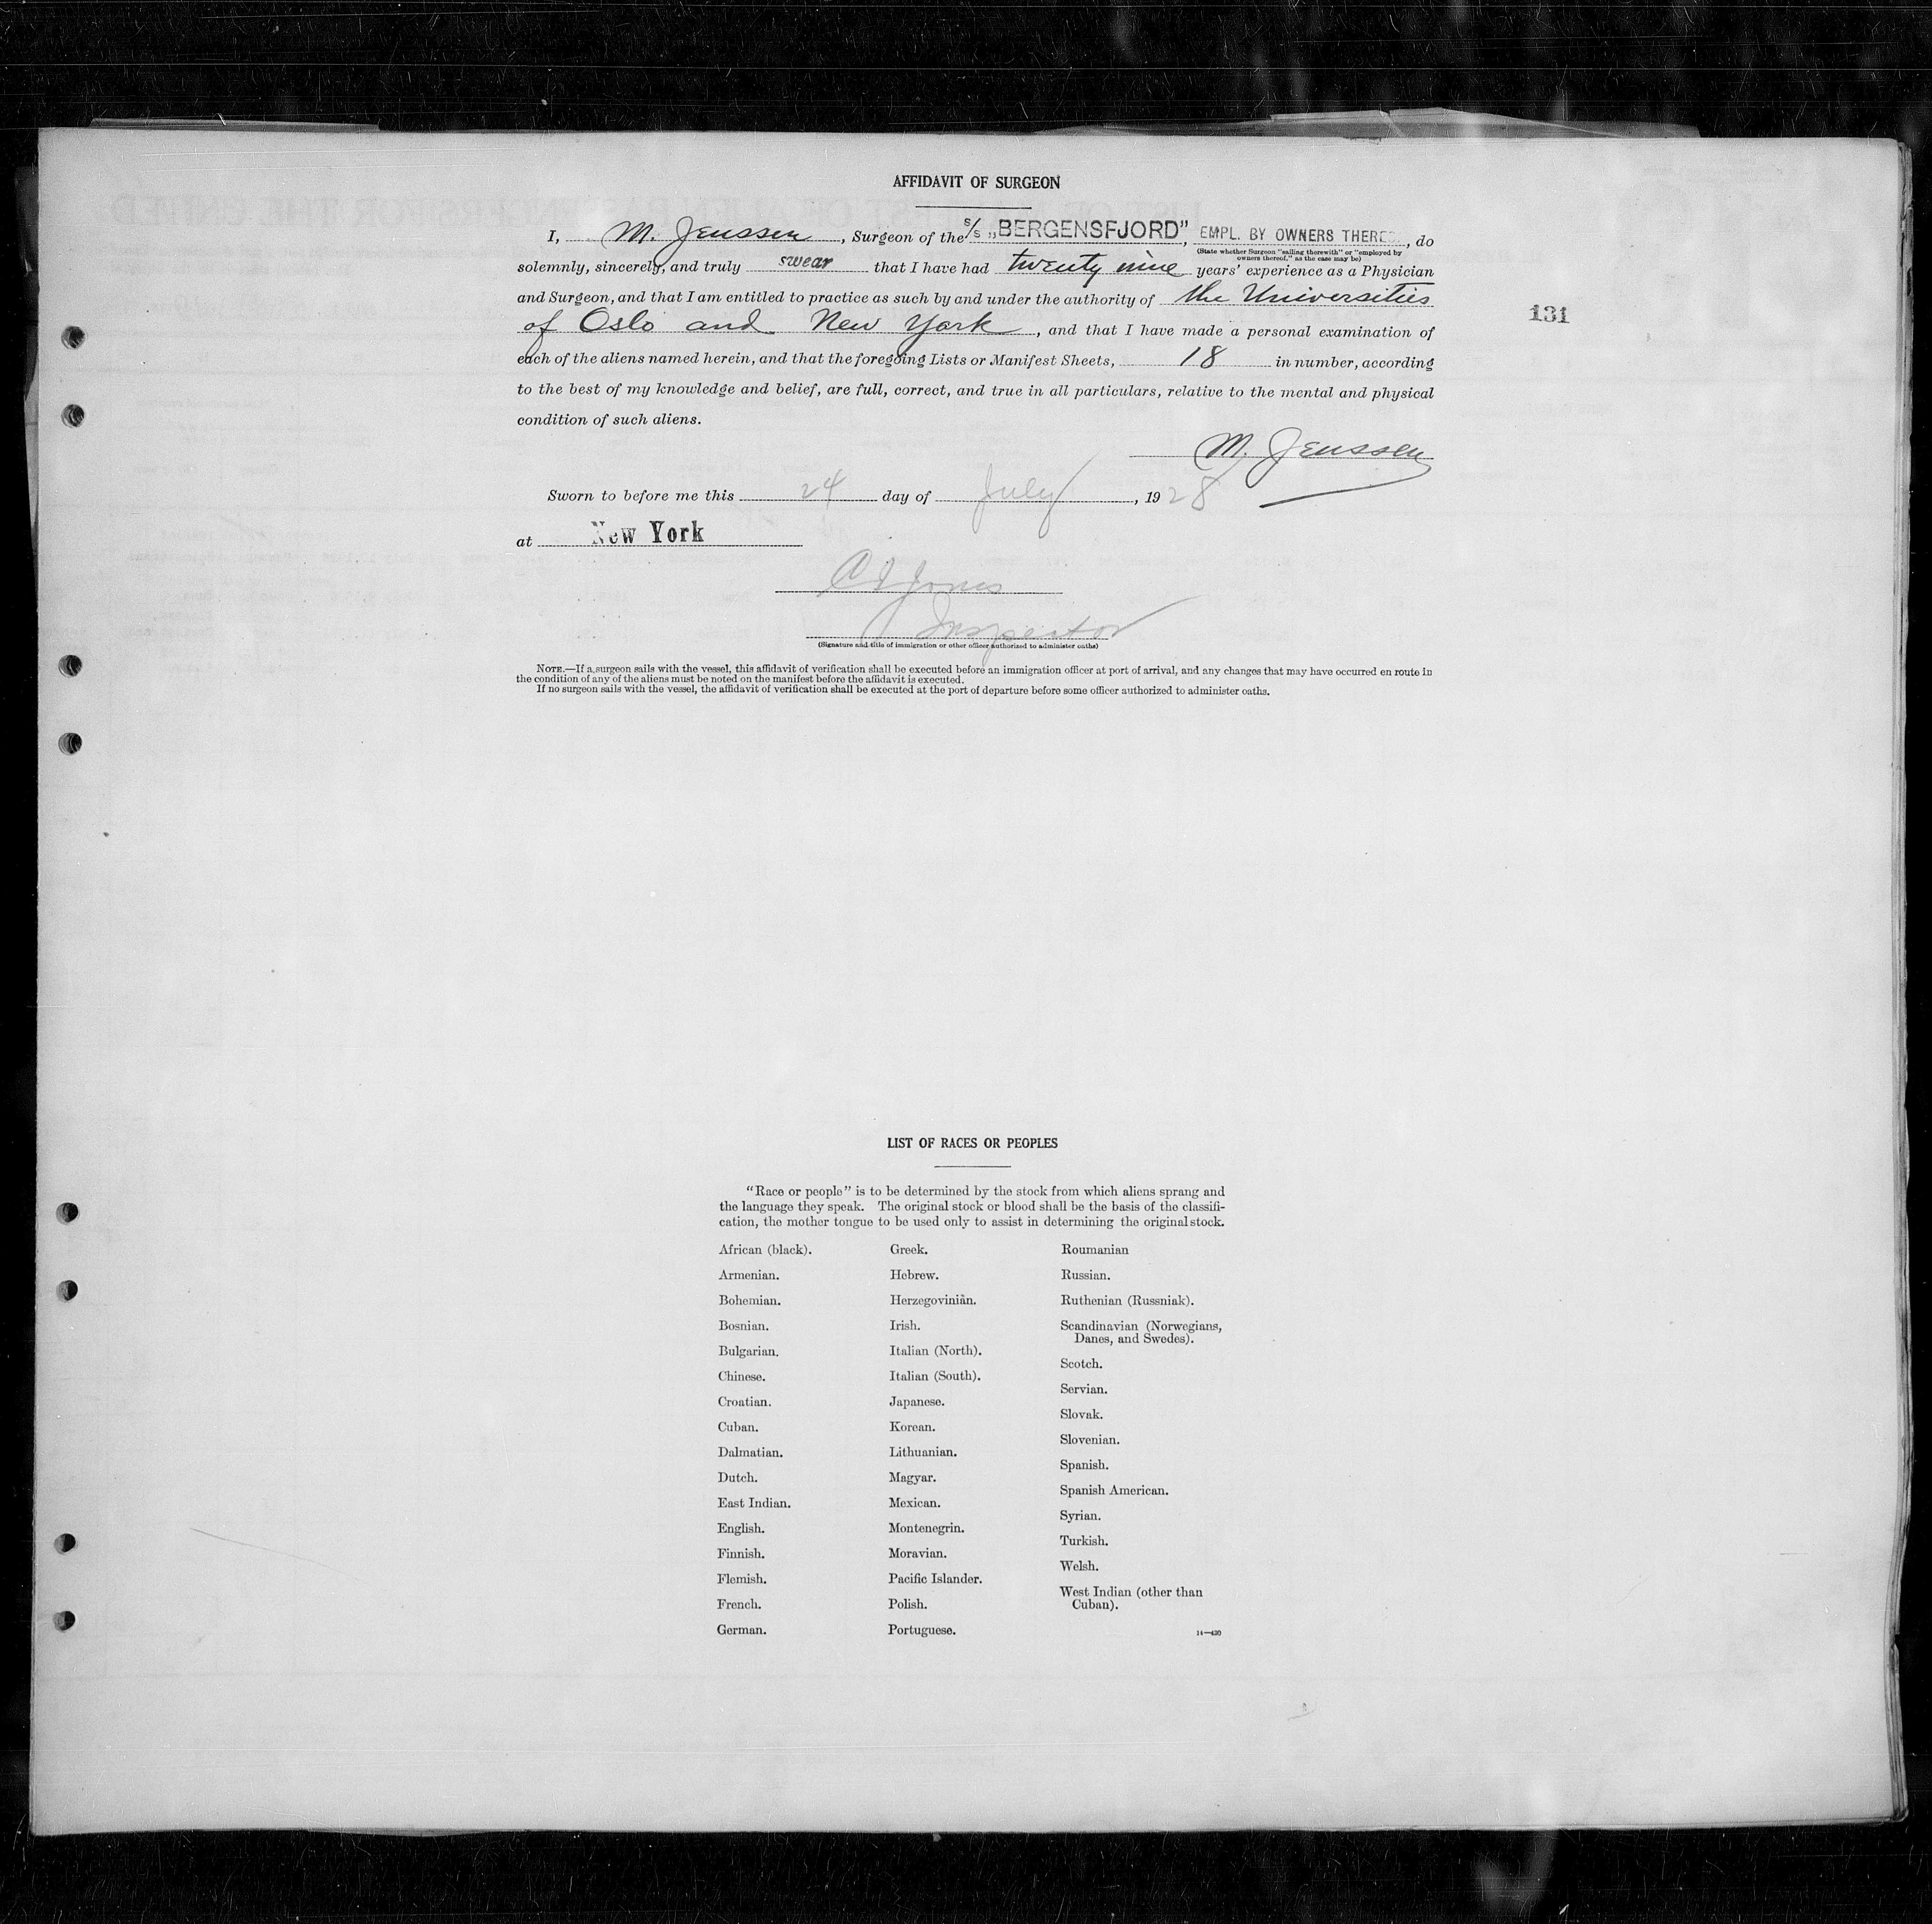 AFFIDAVIT OF SURGEON
I, M. Jenssen, Surgeon of the S/S „BERGENSFJORD”, EMPL. BY OWNERS THERE, do
(State whether Surgeon "sailing therewith" or "employed by
owners thereof," as the case may be)
solemnly, sincerely, and truly swear that I have had twenty nine years' experience as a Physician
and Surgeon, and that I am entitled to practice as such by and under the authority of the Universities
131
of Oslo and New York, and that I have made a personal examination of
each of the aliens named herein, and that the foregoing Lists or Manifest Sheets, 18 in number, according
to the best of my knowledge and belief, are full, correct, and true in all particulars, relative to the mental and physical
condition of such aliens.
M. Jenssen
Sworn to before me this 24 day of July, 1928
at New York
Jones
Inspector
(Signature and title of immigration or other officer authorized to administer oaths)
NOTE.—If a surgeon sails with the vessel, this affidavit of verification shall be executed before an immigration officer at port of arrival, and any changes that may have occurred en route in
the condition of any of the aliens must be noted on the manifest before the affidavit is executed.
If no surgeon sails with the vessel, the affidavit of verification shall be executed at the port of departure before some officer authorized to administer oaths.
LIST OF RACES OR PEOPLES
"Race or people" is to be determined by the stock from which aliens sprang and
the language they speak. The original stock or blood shall be the basis of the classifi-
cation, the mother tongue to be used only to assist in determining the original stock.
African (black).
Armenian.
Bohemian.
Bosnian.
Bulgarian.
Chinese.
Croatian.
Cuban.
Dalmatian.
Dutch.
East Indian.
English.
Finnish.
Flemish.
French.
German.
Greek.
Hebrew.
Herzegovinian.
Irish.
Italian (North).
Italian (South).
Japanese.
Korean.
Lithuanian.
Magyar.
Mexican.
Montenegrin.
Moravian.
Pacific Islander.
Polish.
Portuguese.
Roumanian
Russian.
Ruthenian (Russniak).
Scandinavian (Norwegians,
Danes, and Swedes).
Scotch.
Servian.
Slovak.
Slovenian.
Spanish.
Spanish American.
Syrian.
Turkish.
Welsh.
West Indian (other than
Cuban).
14—430